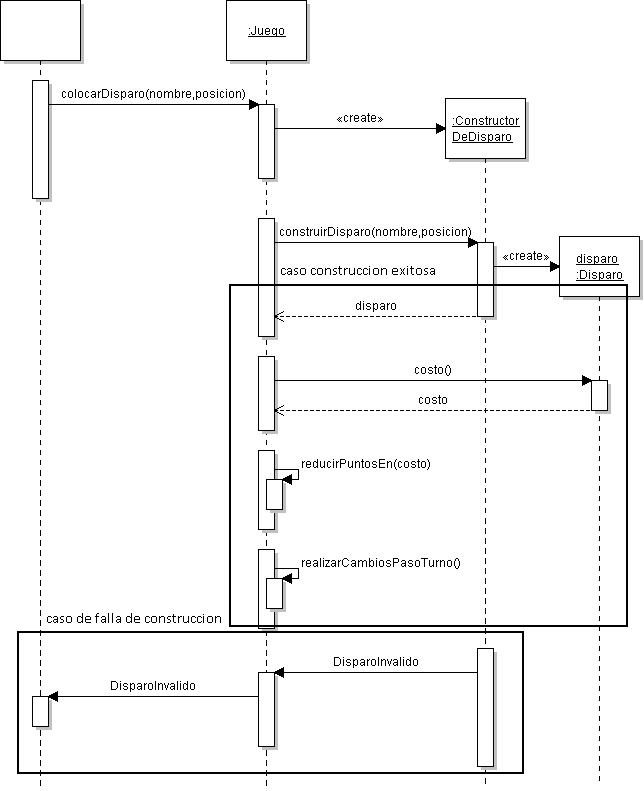 :Juego
colocarDisparo(nombre,posicion)
«create»
:Constructor
DeDisparo
construirDisparo(nombre,posicion)
«create»
disparo
:Disparo
caso construccion exitosa
disparo
costo()
costo
reducirPuntosEn(costo)
realizarCambiosPasoTurno()
caso de falla de construccion
DisparoInvalido
DisparoInvalido